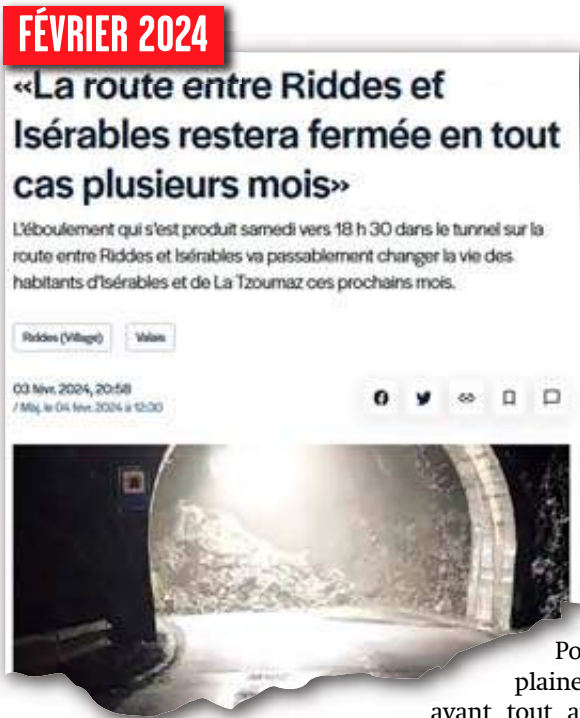 FÉVRIER 2024
«La route entre Riddes et
Isérables restera fermée en tout
cas plusieurs mois»
L'éboulement qui s'est produit samedi vers 18 h 30 dans le tunnel sur la
route entre Riddes et Isérables va passablement changer la vie des
habitants d'Isérables et de La Tzoumaz ces prochains mois.
Riddes (Village) Valais
03 févr. 2024, 20:58
/ Màj. le 04 févr. 2024 à 12:30
Po
plaine
avant tout a